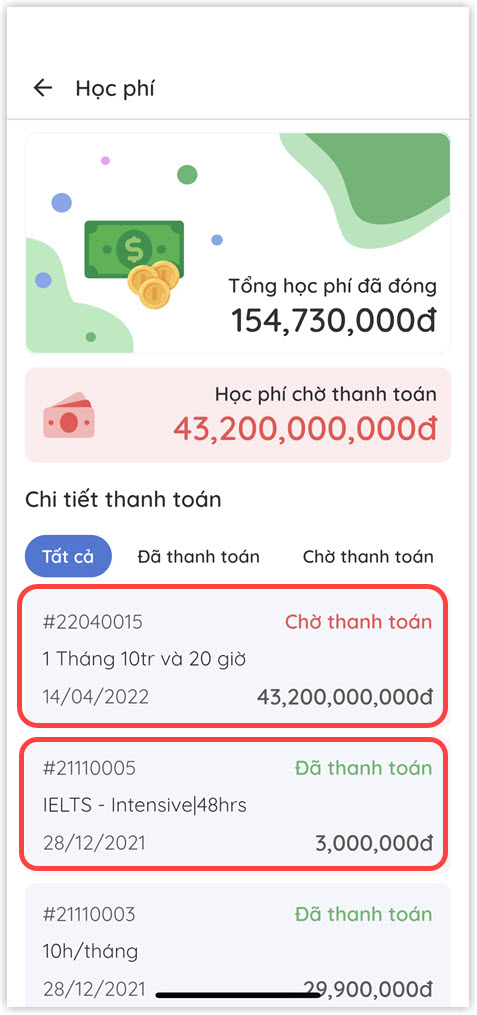 Học phí
Tổng học phí đã đóng
154,730,000đ
Học phí chờ thanh toán
43,200,000,000đ
Chi tiết thanh toán
Tất cả Đã thanh toán Chờ thanh toán
#22040015 Chờ thanh toán
1 Tháng 10tr và 20 giờ
14/04/2022 43,200,000,000đ
#21110005 Đã thanh toán
IELTS - Intensive|48hrs
28/12/2021 3,000,000đ
#21110003 Đã thanh toán
10h/tháng
28/12/2021 29,900,000đ